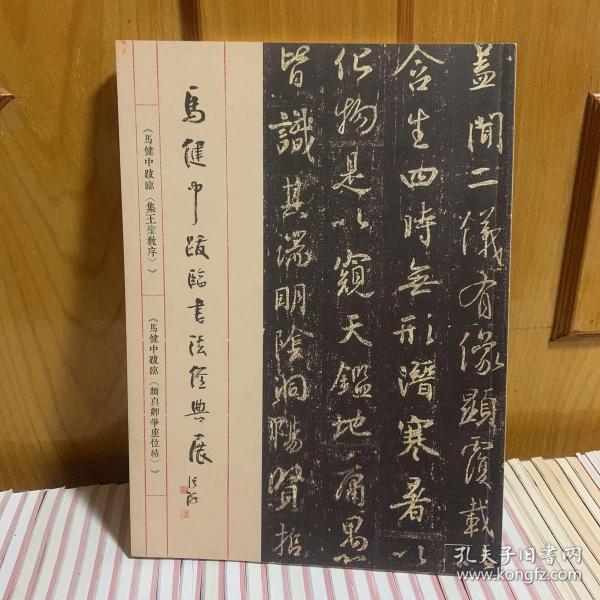 蓋聞二儀有像顯覆載
含生四時無形潛寒暑以
化物是以窺天鑑地庸愚
皆識其端明陰洞陽賢哲
馬健中跋臨書法經典展
《馬健中跋臨〈集王聖教序〉》
《馬健中跋臨〈顏真卿爭座位帖〉》
孔夫子旧书网
www.kongfz.com